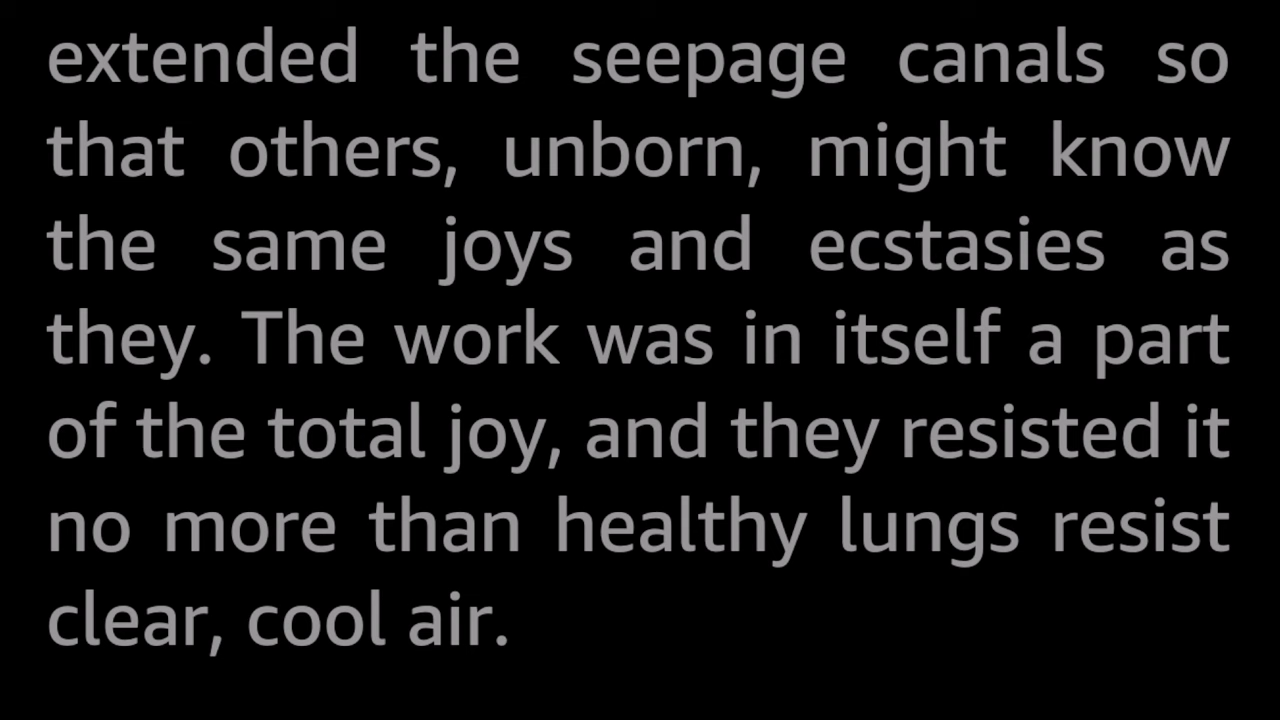 extended the seepage canals so
that others, unborn, might know
the same joys and ecstasies as
they. The work was in itself a part
of the total joy, and they resisted it
no more than healthy lungs resist
clear, cool air.